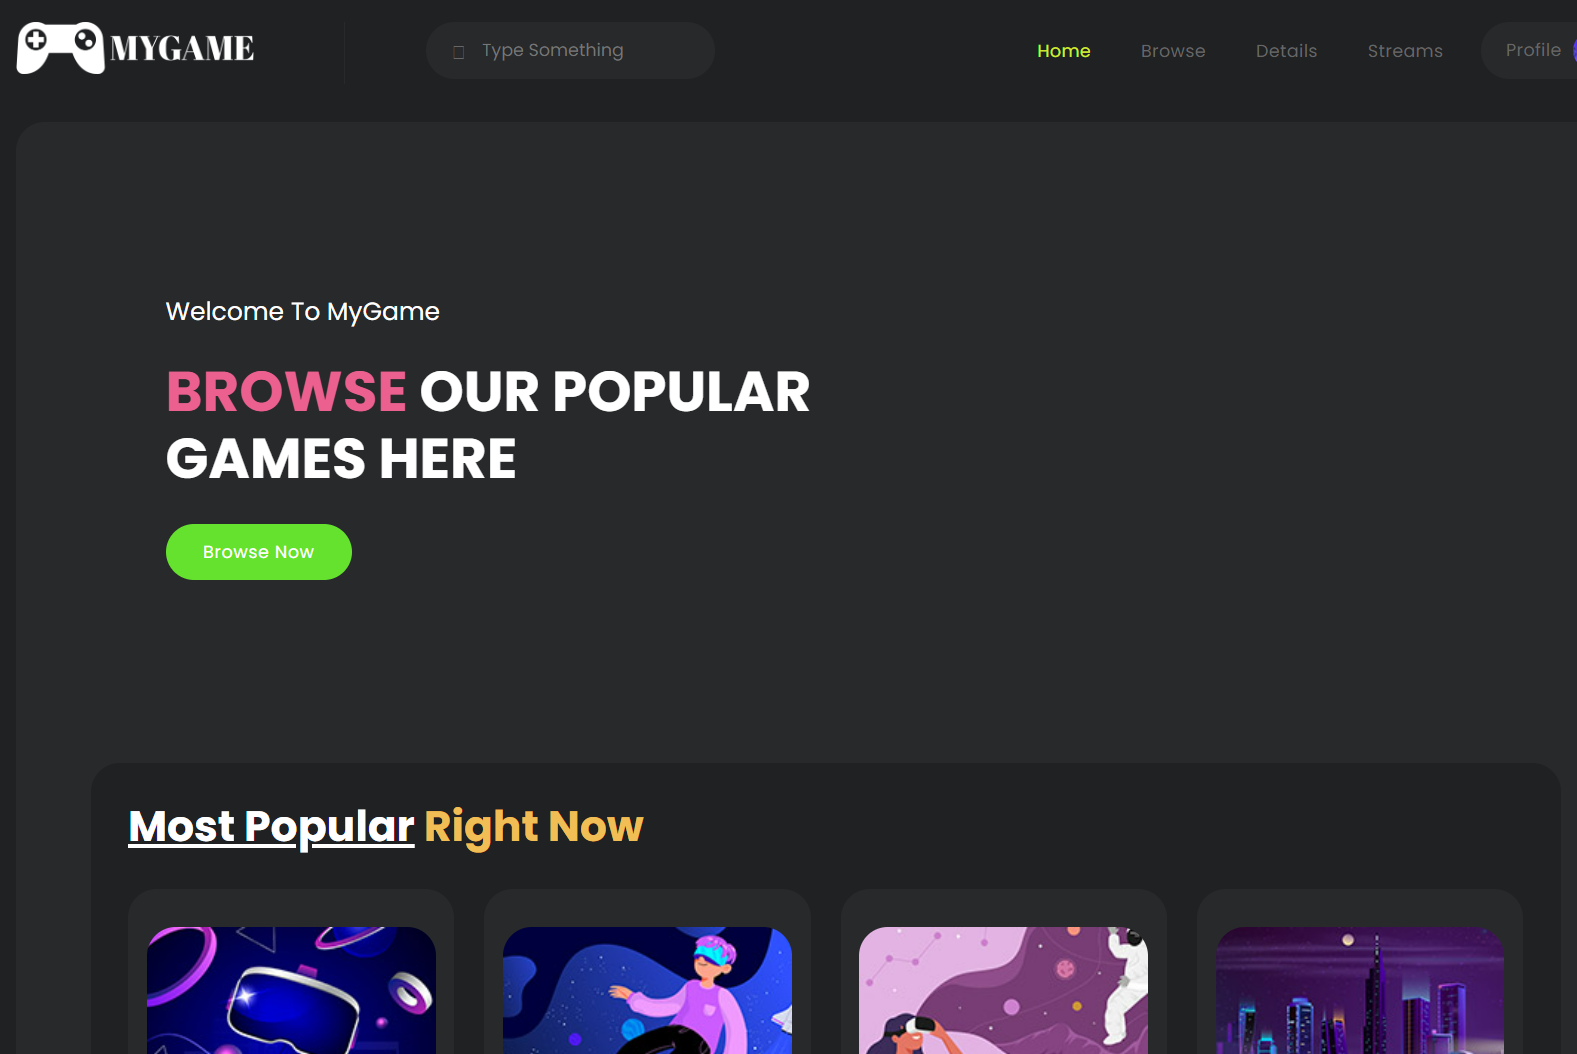 MYGAME
Type Something
Home
Browse
Details
Streams
Profile
Welcome To MyGame
BROWSE OUR POPULAR
GAMES HERE
Browse Now
Most Popular Right Now